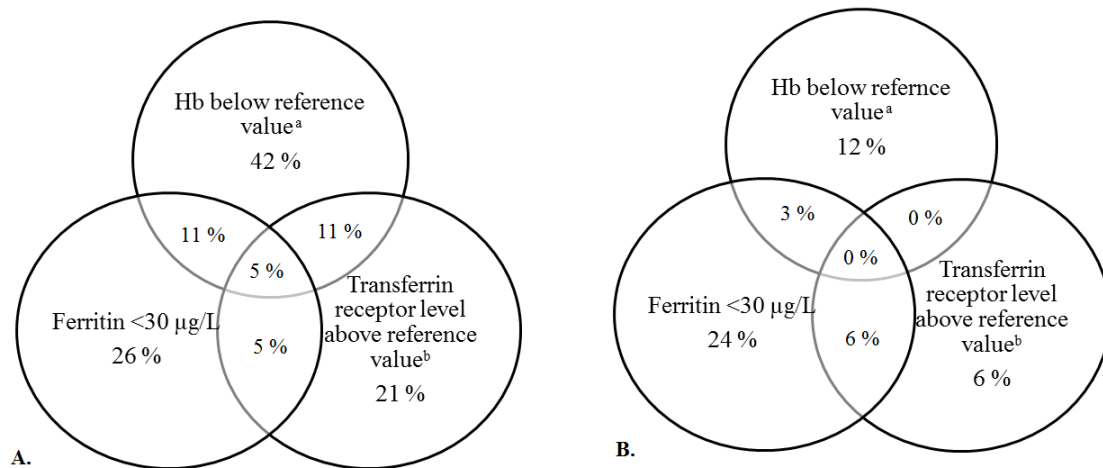 Hb below reference
valueᵃ
42 %
11 %
11 %
5 %
Ferritin <30 µg/L
26 %
5 %
Transferrin
receptor level
above reference
valueᵇ
21 %
A.
Hb below refernce
valueᵃ
12 %
3 %
0 %
0 %
Ferritin <30 µg/L
24 %
6 %
Transferrin
receptor level
above reference
valueᵇ
6 %
B.